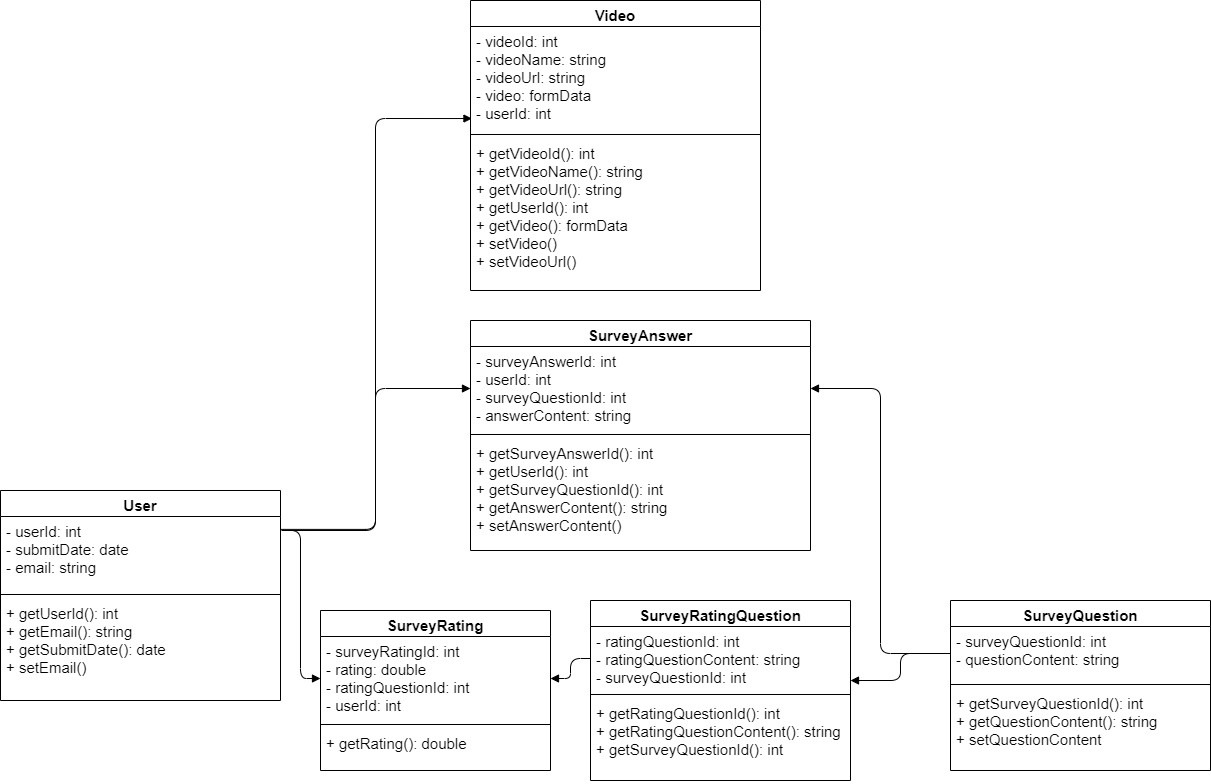 Video
- videoId: int
- videoName: string
- videoUrl: string
- video: formData
- userId: int
+ getVideoId(): int
+ getVideoName(): string
+ getVideoUrl(): string
+ getUserId(): int
+ getVideo(): formData
+ setVideo()
+ setVideoUrl()
SurveyAnswer
- surveyAnswerId: int
- userId: int
- surveyQuestionId: int
- answerContent: string
+ getSurveyAnswerId(): int
+ getUserId(): int
+ getSurveyQuestionId(): int
+ getAnswerContent(): string
+ setAnswerContent()
User
- userId: int
- submitDate: date
- email: string
+ getUserId(): int
+ getEmail(): string
+ getSubmitDate(): date
+ setEmail()
SurveyRating
- surveyRatingId: int
- rating: double
- ratingQuestionId: int
- userId: int
+ getRating(): double
SurveyRatingQuestion
- ratingQuestionId: int
- ratingQuestionContent: string
- surveyQuestionId: int
+ getRatingQuestionId(): int
+ getRatingQuestionContent(): string
+ getSurveyQuestionId(): int
SurveyQuestion
- surveyQuestionId: int
- questionContent: string
+ getSurveyQuestionId(): int
+ getQuestionContent(): string
+ setQuestionContent